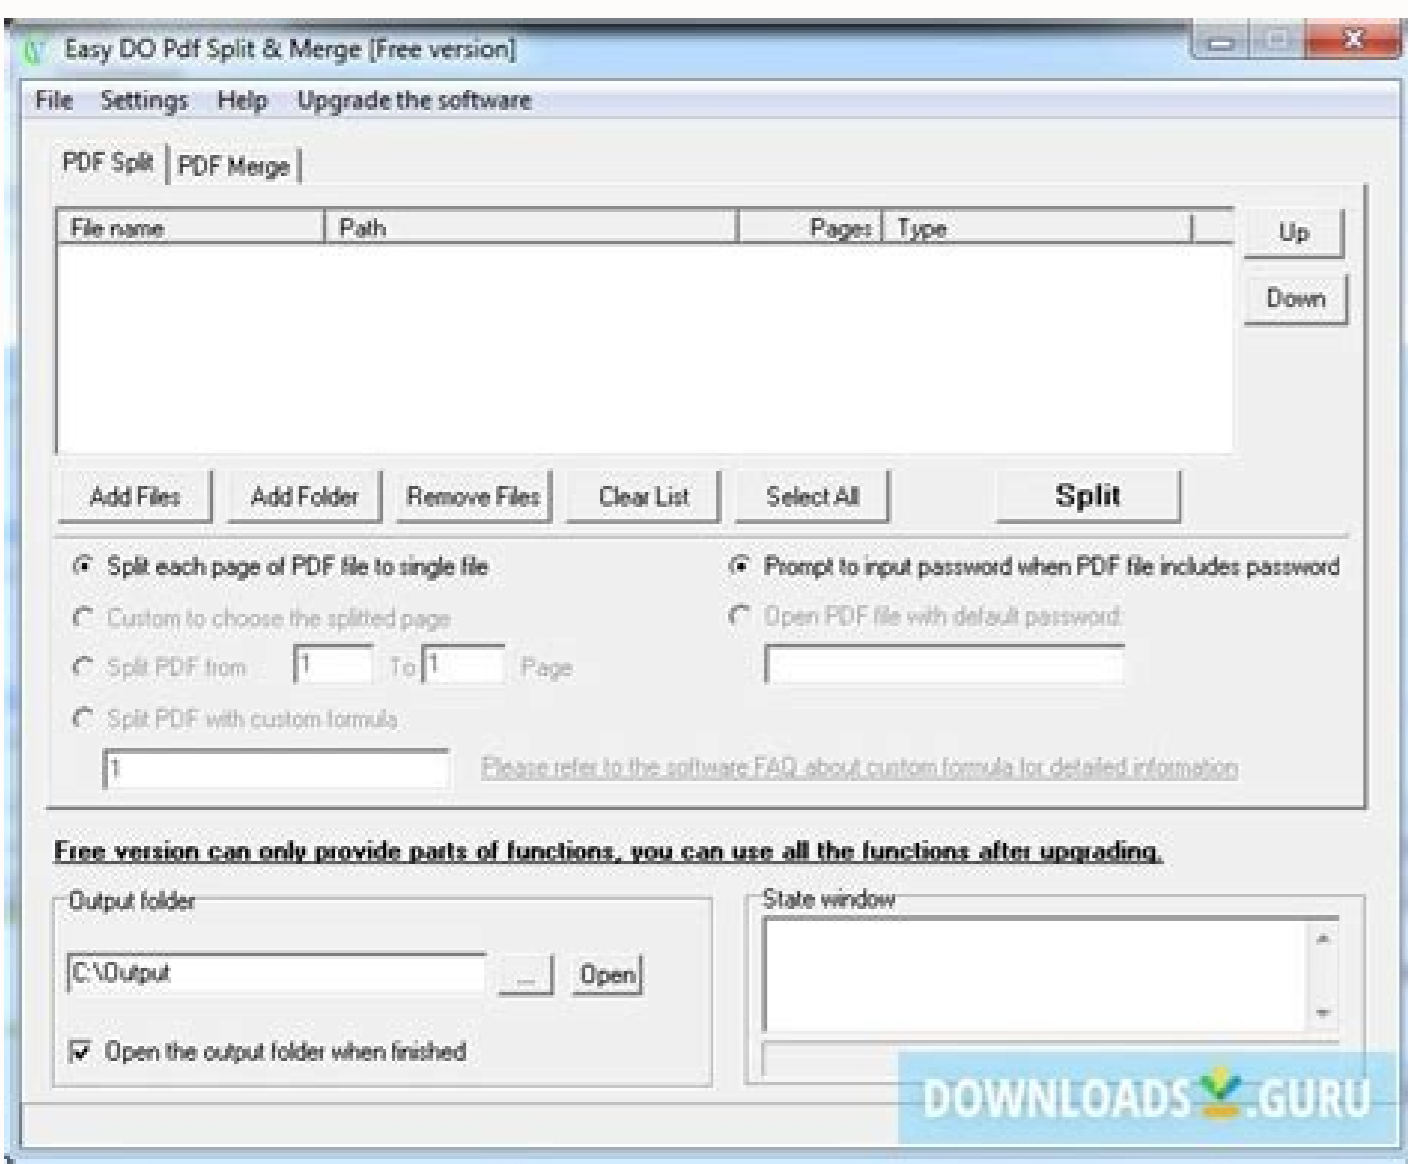 Easy DO Pdf Split & Merge [Free version]
File Settings Help Upgrade the software
PDF Split PDF Merge
File name Path Pages Type
Up
Down
Add Files Add Folder Remove Files Clear List Select All Split
Split each page of PDF file to single file
Prompt to input password when PDF file includes password
Custom to choose the splitted page
Open PDF file with default password:
Split PDF from 1 To 1 Page
Split PDF with custom formula
1
Please refer to the software FAQ about custom formula for detailed information
Free version can only provide parts of functions, you can use all the functions after upgrading.
Output folder
State window
C:\Output ... Open
Open the output folder when finished
DOWNLOADS .GURU